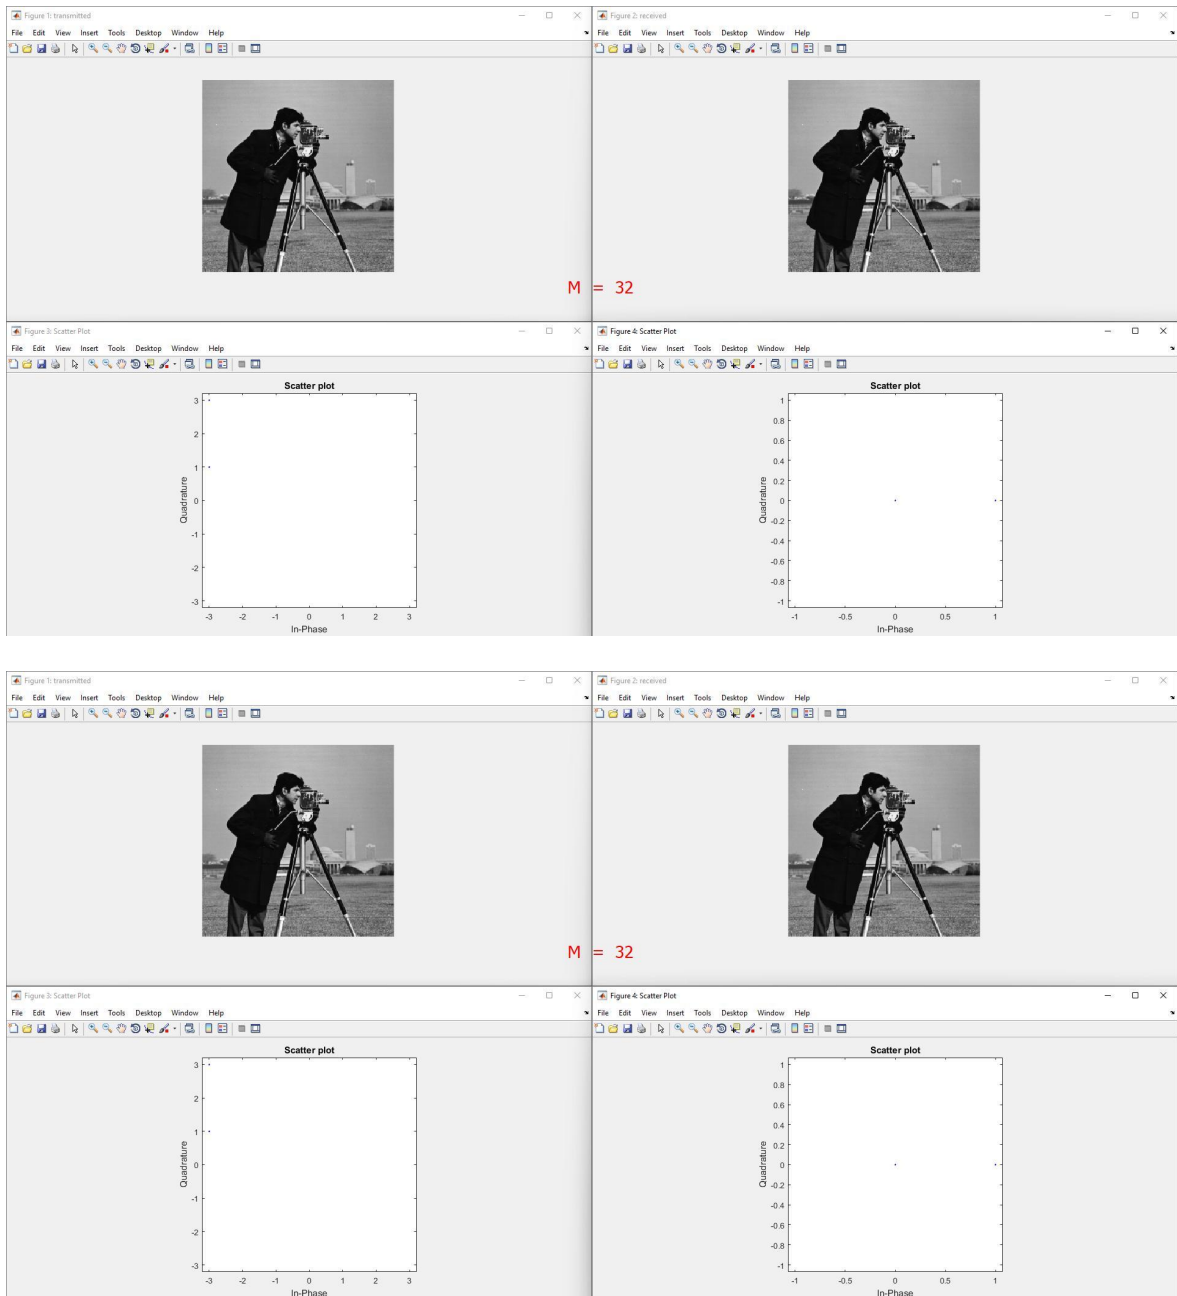 Figure 1: transmitted
File Edit View Insert Tools Desktop Window Help
Figure 2: received
File Edit View Insert Tools Desktop Window Help
M = 32
Figure 3: Scatter Plot
File Edit View Insert Tools Desktop Window Help
Scatter plot
3
2
1
0
-1
-2
-3
Quadrature
-3 -2 -1 0 1 2 3
In-Phase
Figure 4: Scatter Plot
File Edit View Insert Tools Desktop Window Help
Scatter plot
1
0.8
0.6
0.4
0.2
0
-0.2
-0.4
-0.6
-0.8
-1
Quadrature
-1 -0.5 0 0.5 1
In-Phase
Figure 1: transmitted
File Edit View Insert Tools Desktop Window Help
Figure 2: received
File Edit View Insert Tools Desktop Window Help
M = 32
Figure 3: Scatter Plot
File Edit View Insert Tools Desktop Window Help
Scatter plot
3
2
1
0
-1
-2
-3
Quadrature
-3 -2 -1 0 1 2 3
In-Phase
Figure 4: Scatter Plot
File Edit View Insert Tools Desktop Window Help
Scatter plot
1
0.8
0.6
0.4
0.2
0
-0.2
-0.4
-0.6
-0.8
-1
Quadrature
-1 -0.5 0 0.5 1
In-Phase